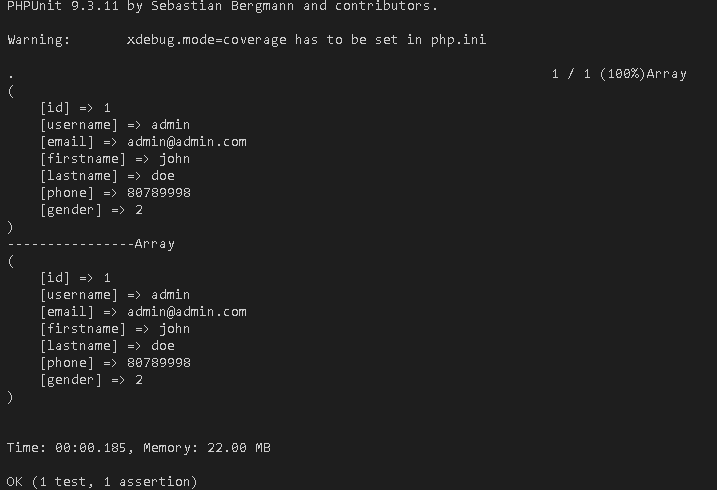 PHPUnit 9.3.11 by Sebastian Bergmann and contributors.
Warning:       xdebug.mode=coverage has to be set in php.ini
.                                                                   1 / 1 (100%)Array
(
    [id] => 1
    [username] => admin
    [email] => admin@admin.com
    [firstname] => john
    [lastname] => doe
    [phone] => 80789998
    [gender] => 2
)
----------------Array
(
    [id] => 1
    [username] => admin
    [email] => admin@admin.com
    [firstname] => john
    [lastname] => doe
    [phone] => 80789998
    [gender] => 2
)
Time: 00:00.185, Memory: 22.00 MB
OK (1 test, 1 assertion)